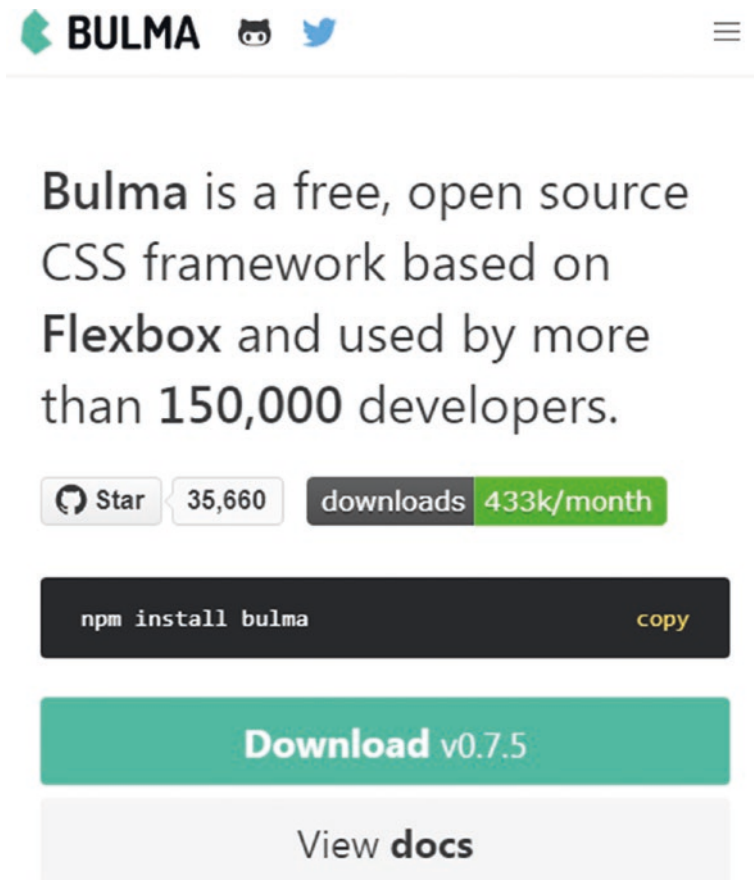 BULMA
Bulma is a free, open source
CSS framework based on
Flexbox and used by more
than 150,000 developers.
Star 35,660 downloads 433k/month
npm install bulma copy
Download v0.7.5
View docs